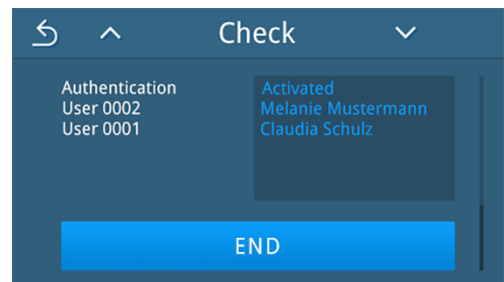 Check
Authentication Activated
User 0002 Melanie Mustermann
User 0001 Claudia Schulz
END